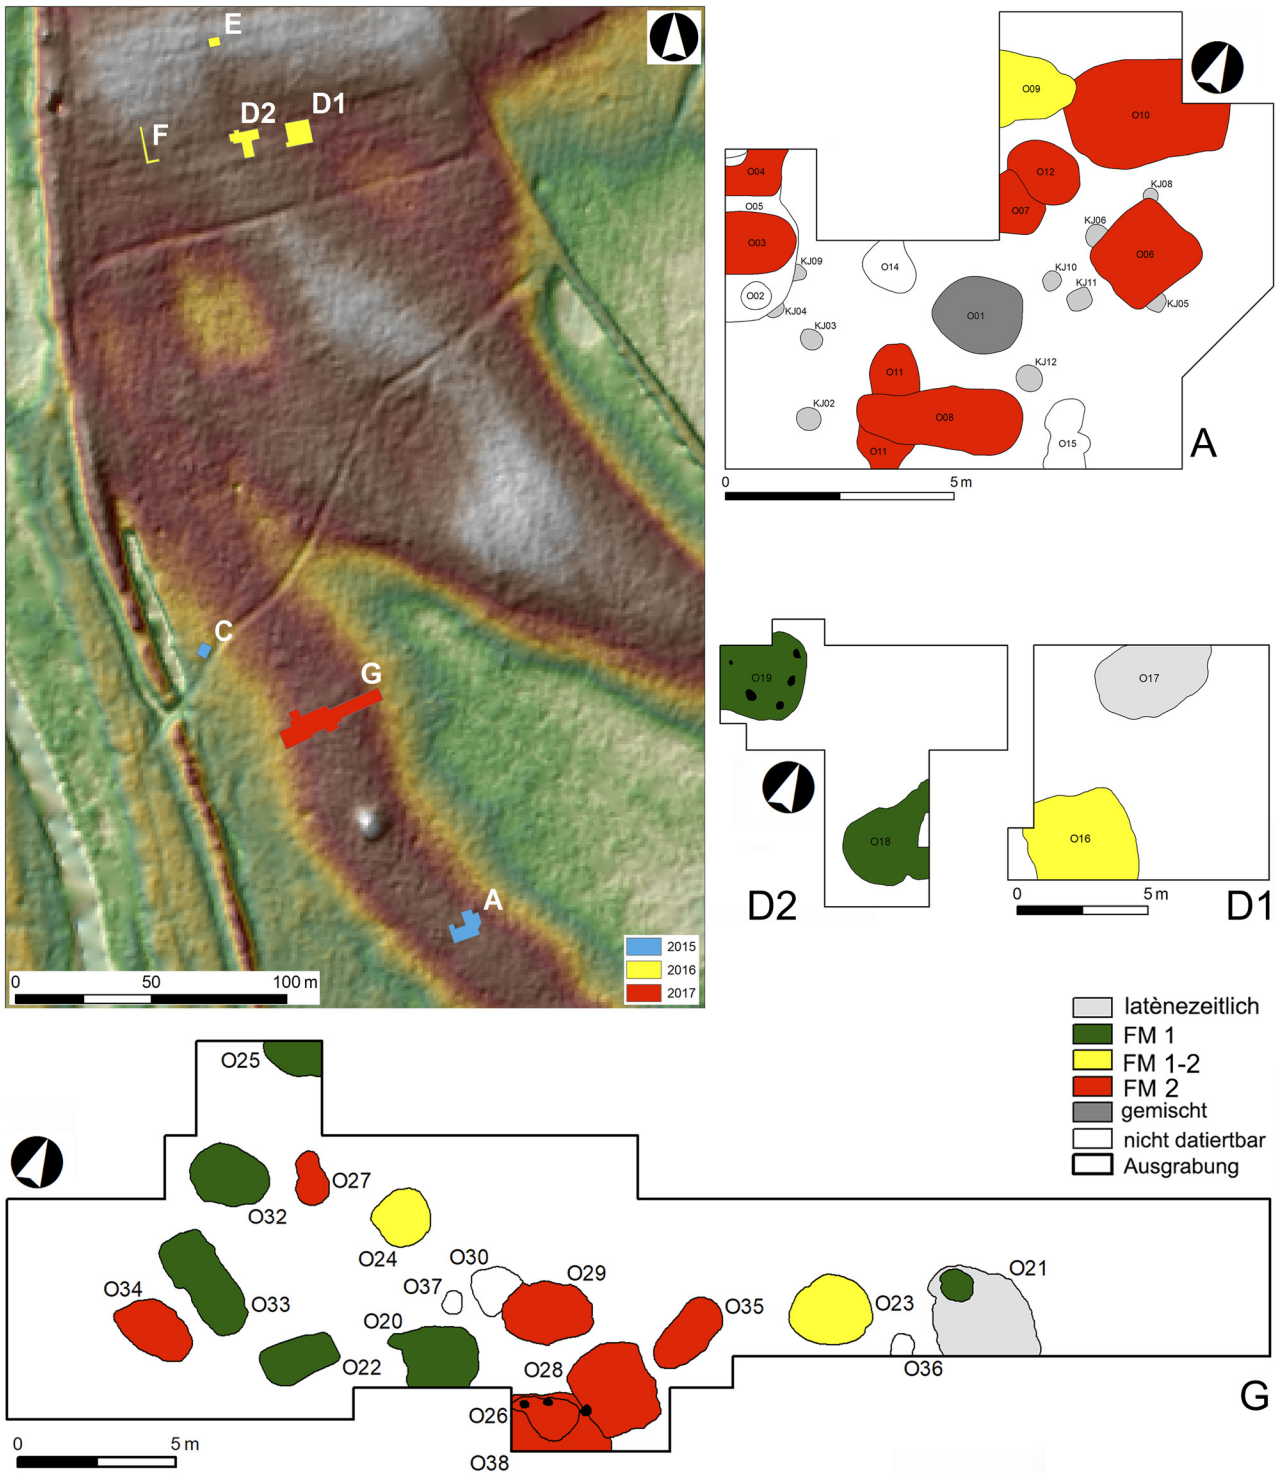 E
D1
D2
F
C
G
A
2015
2016
2017
0 50 100 m
O09
O10
O04
O12
O05
O07
KJ08
O03
KJ06
O06
KJ09
O14
KJ10
O02
KJ11
KJ05
KJ04
O01
KJ03
O11
KJ12
KJ02
O08
O11
O15
A
0 5 m
O19
O17
O18
O16
D2
0 5 m
D1
latènezeitlich
FM 1
FM 1-2
FM 2
gemischt
nicht datiertbar
Ausgrabung
O25
O27
O32
O24
O30
O29
O21
O37
O34
O33
O20
O35
O23
O22
O28
O36
O26
O38
G
0 5 m